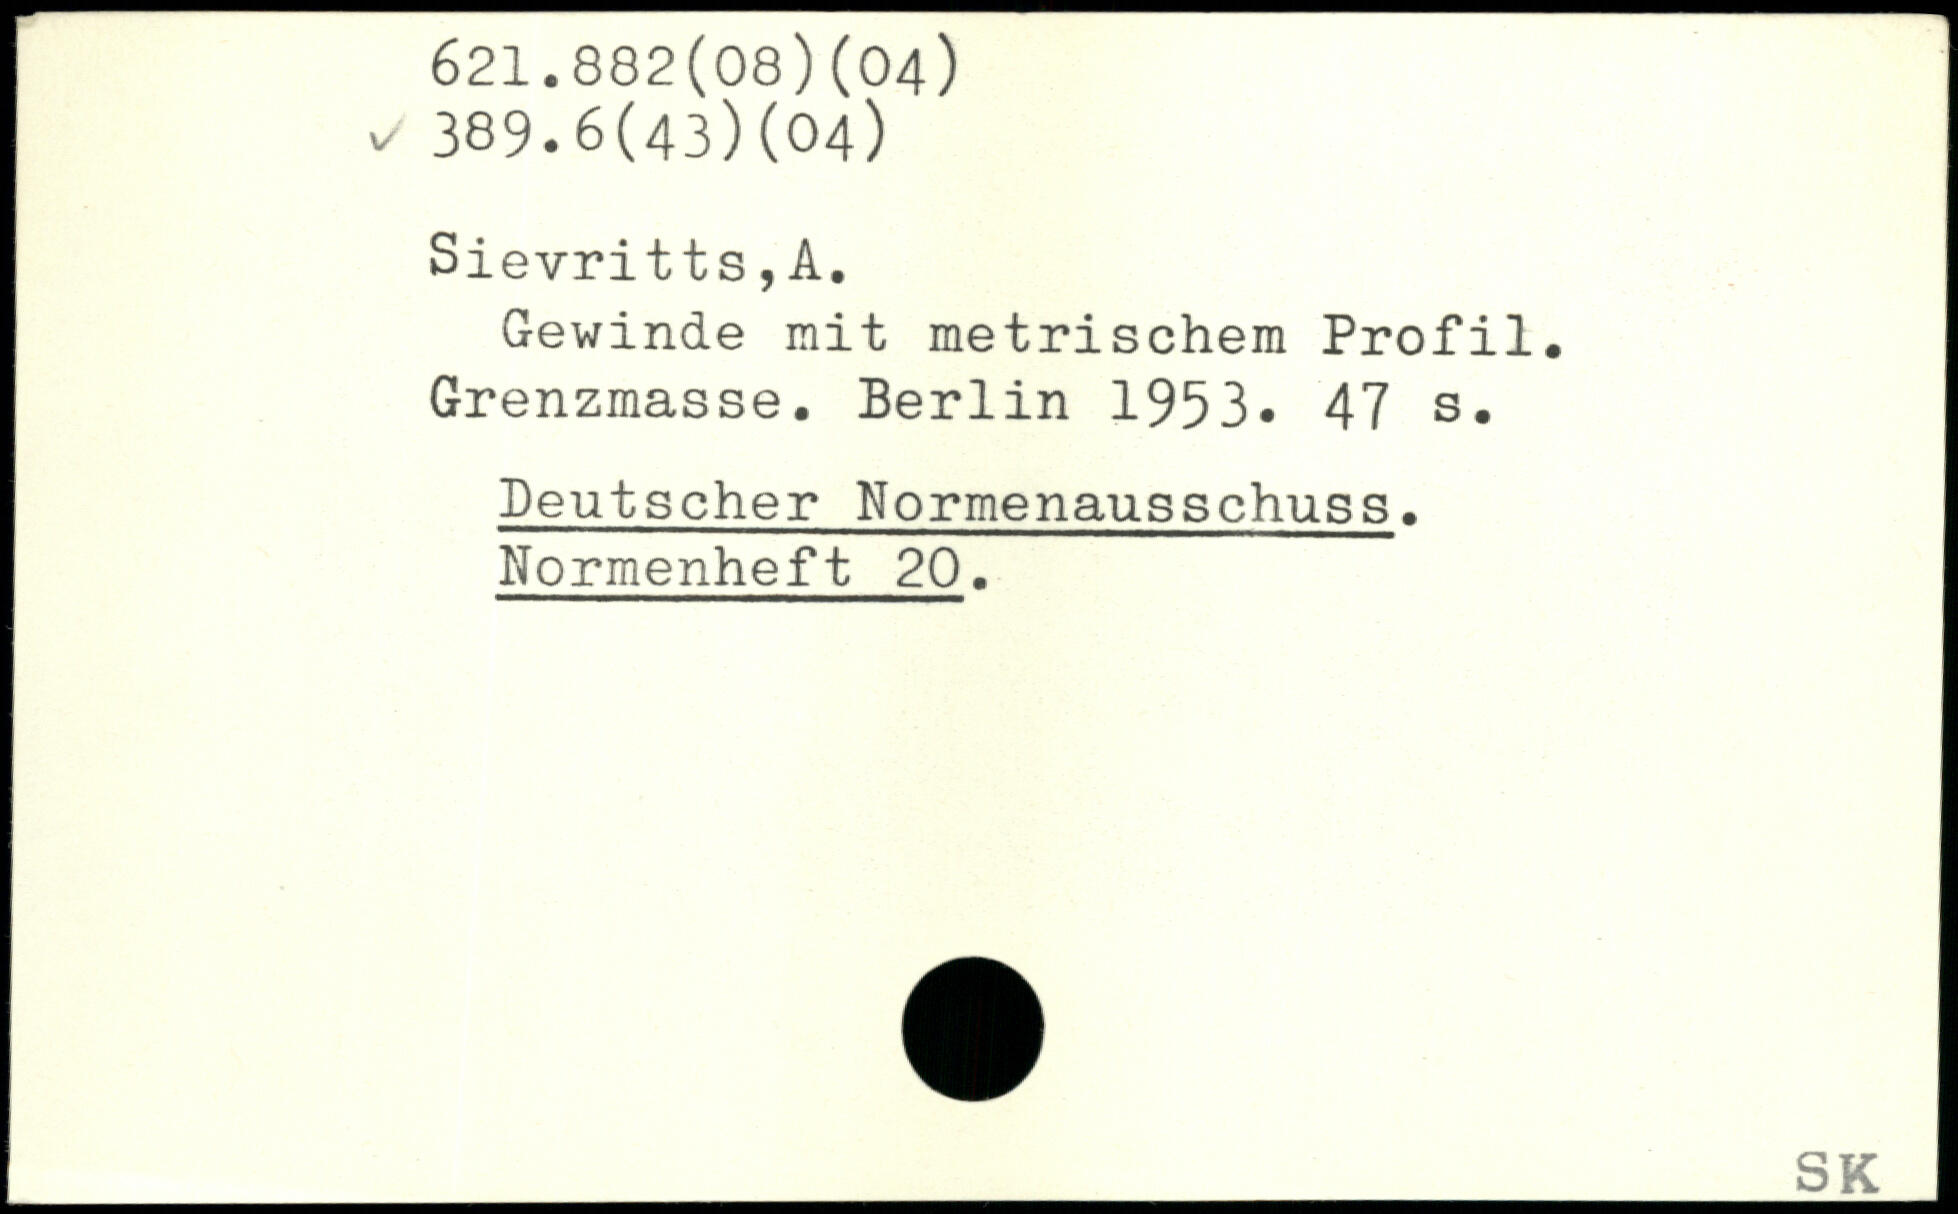 621.882(08)(04)
✓ 389.6(43)(04)
Sievritts,A.
Gewinde mit metrischem Profil.
Grenzmasse. Berlin 1953. 47 s.
Deutscher Normenausschuss.
Normenheft 20.
SK